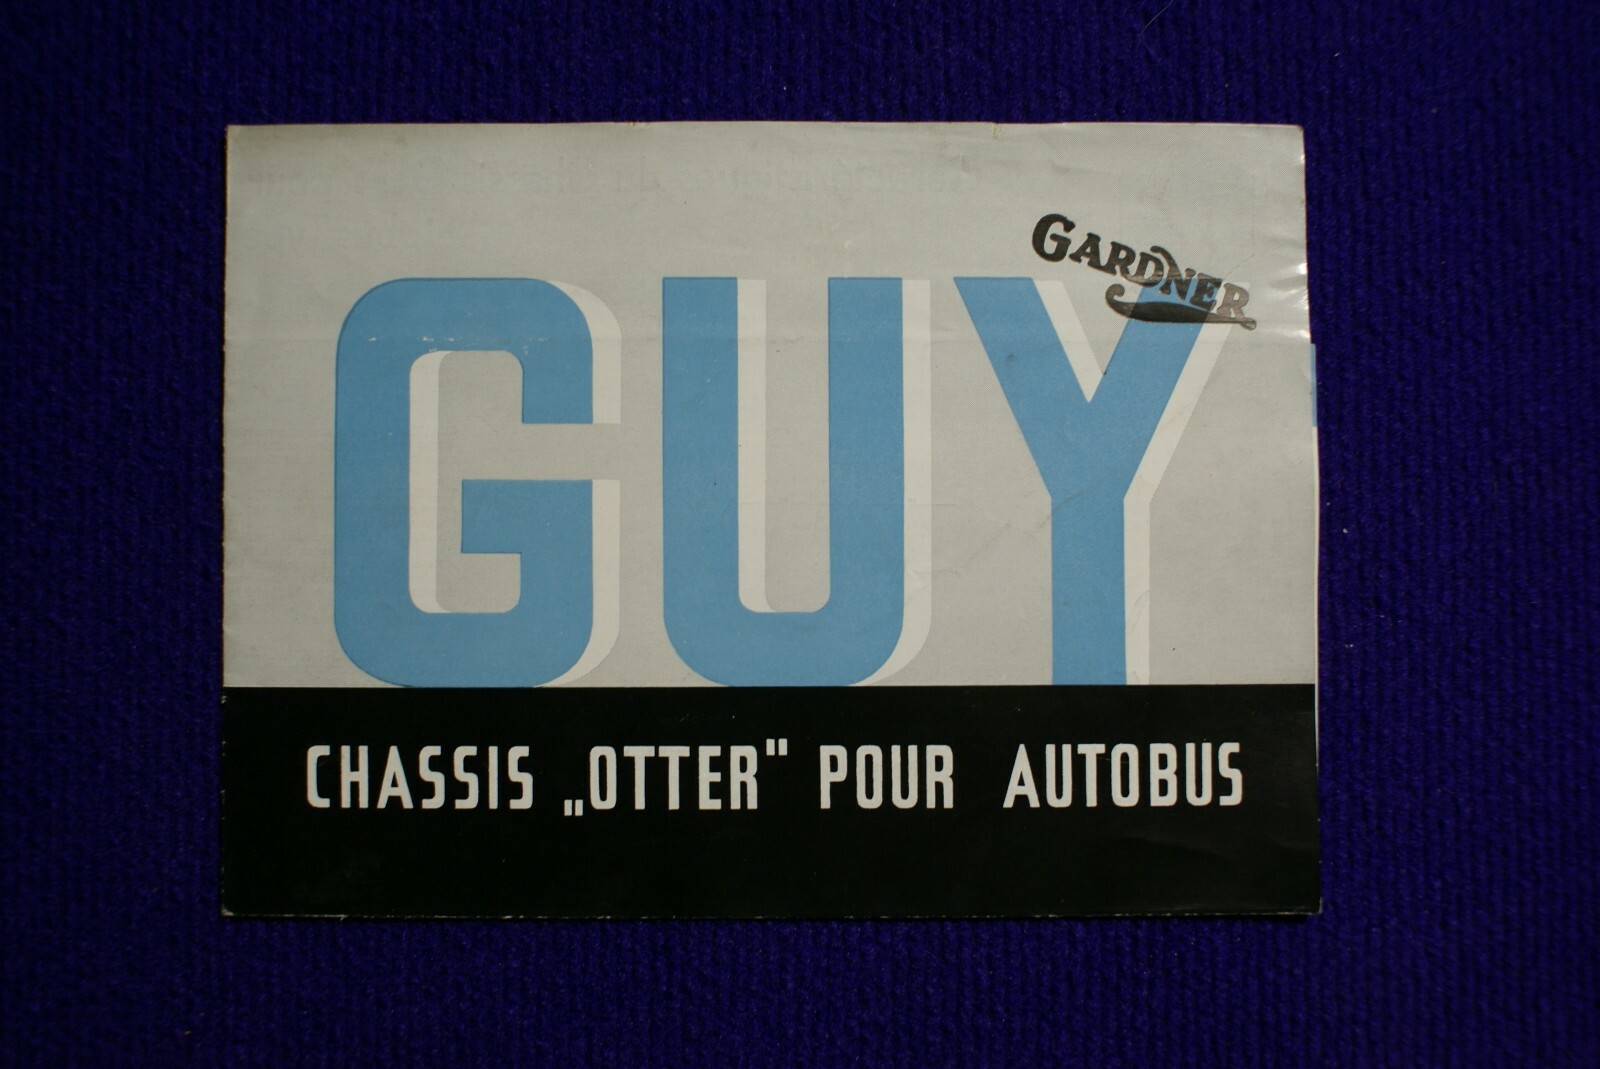 GARDNER
GUY
CHASSIS „OTTER" POUR AUTOBUS